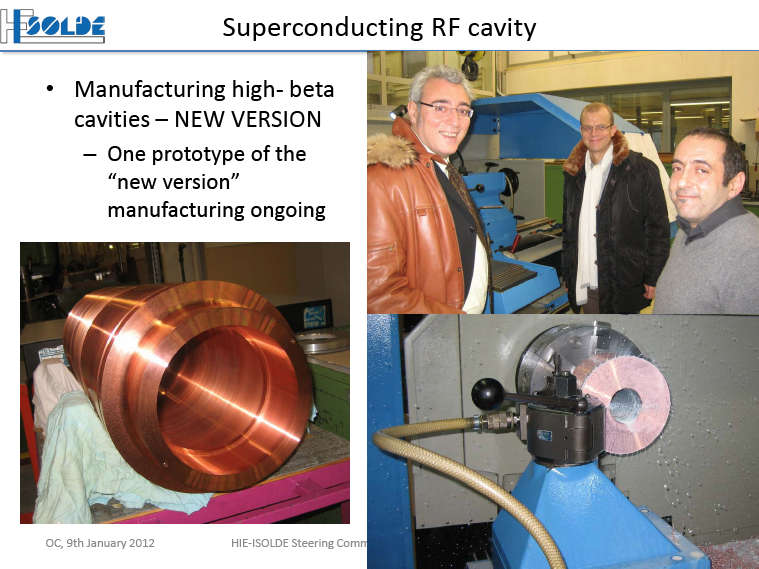 HIE
ISOLDE
Superconducting RF cavity
• Manufacturing high- beta
cavities – NEW VERSION
– One prototype of the
“new version”
manufacturing ongoing
OC, 9th January 2012
HIE-ISOLDE Steering Comm